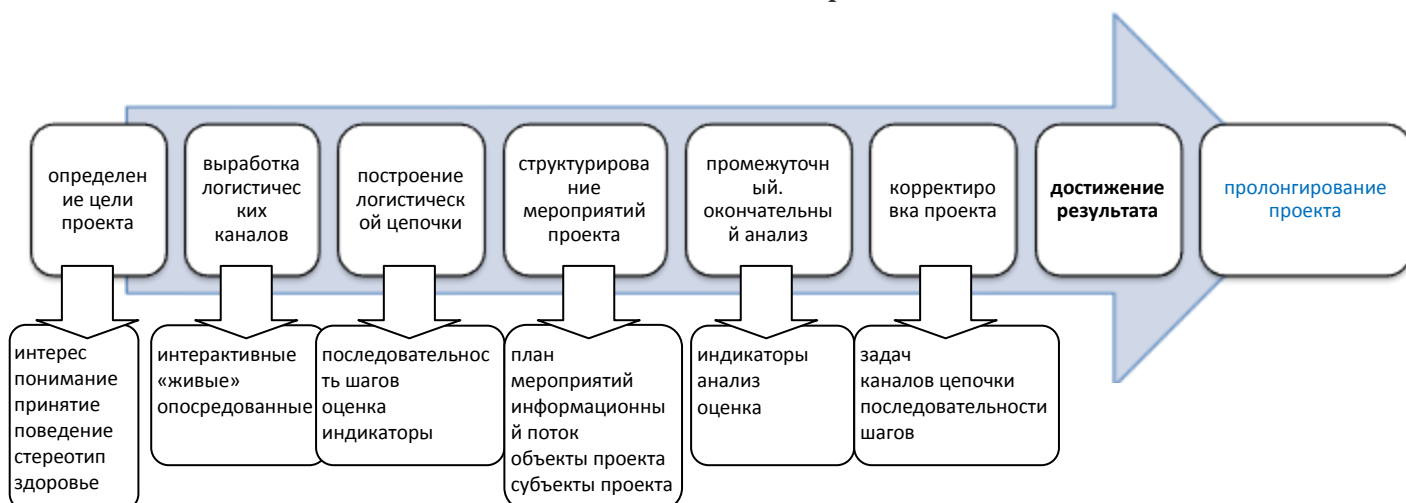 определен
ие цели
проекта
выработка
логистичес
ких
каналов
построение
логистическ
ой цепочки
структурирова
ние
мероприятий
проекта
промежуточн
ый.
окончательны
й анализ
корректиро
вка проекта
достижение
результата
пролонгирование
проекта
интерес
понимание
принятие
поведение
стереотип
здоровье
интерактивные
«живые»
опосредованные
последовательнос
ть шагов
оценка
индикаторы
план
мероприятий
информационны
й поток
объекты проекта
субъекты проекта
индикаторы
анализ
оценка
задач
каналов цепочки
последовательности
шагов